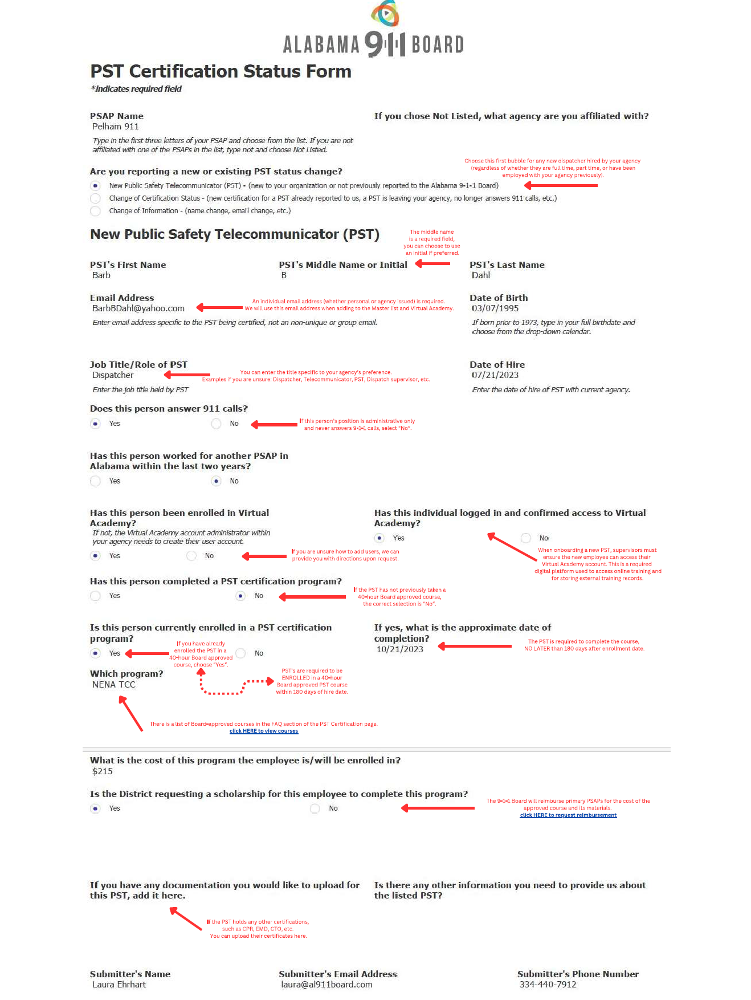 ALABAMA 911 BOARD
PST Certification Status Form
*indicates required field
PSAP Name
Pelham 911
Type in the first three letters of your PSAP and choose from the list. If you are not
affiliated with one of the PSAPs in the list, type not and choose Not Listed.
If you chose Not Listed, what agency are you affiliated with?
Are you reporting a new or existing PST status change?
Choose this first bubble for any new dispatcher hired by your agency
(regardless of whether they are full time, part time, or have been
employed with your agency previously).
New Public Safety Telecommunicator (PST) - (new to your organization or not previously reported to the Alabama 9-1-1 Board)
Change of Certification Status - (new certification for a PST already reported to us, a PST is leaving your agency, no longer answers 911 calls, etc.)
Change of Information - (name change, email change, etc.)
New Public Safety Telecommunicator (PST)
The middle name
is a required field,
you can choose to use
an initial if preferred.
PST's First Name
Barb
PST's Middle Name or Initial
B
PST's Last Name
Dahl
Email Address
BarbBDahl@yahoo.com
An individual email address (whether personal or agency issued) is required.
We will use this email address when adding to the Master list and Virtual Academy.
Enter email address specific to the PST being certified, not an non-unique or group email.
Date of Birth
03/07/1995
If born prior to 1973, type in your full birthdate and
choose from the drop-down calendar.
Job Title/Role of PST
Dispatcher
You can enter the title specific to your agency's preference.
Examples if you are unsure: Dispatcher, Telecommunicator, PST, Dispatch supervisor, etc.
Enter the job title held by PST
Date of Hire
07/21/2023
Enter the date of hire of PST with current agency.
Does this person answer 911 calls?
Yes No
If this person's position is administrative only
and never answers 9-1-1 calls, select "No".
Has this person worked for another PSAP in
Alabama within the last two years?
Yes No
Has this person been enrolled in Virtual
Academy?
If not, the Virtual Academy account administrator within
your agency needs to create their user account.
Yes No
If you are unsure how to add users, we can
provide you with directions upon request.
Has this individual logged in and confirmed access to Virtual
Academy?
Yes No
When onboarding a new PST, supervisors must
ensure the new employee can access their
Virtual Academy account. This is a required
digital platform used to access online training and
for storing external training records.
Has this person completed a PST certification program?
Yes No
If the PST has not previously taken a
40-hour Board approved course,
the correct selection is "No".
Is this person currently enrolled in a PST certification
program?
Yes No
If you have already
enrolled the PST in a
40-hour Board approved
course, choose "Yes".
If yes, what is the approximate date of
completion?
10/21/2023
The PST is required to complete the course,
NO LATER than 180 days after enrollment date.
Which program?
NENA TCC
PST's are required to be
ENROLLED in a 40-hour
Board approved PST course
within 180 days of hire date.
There is a list of Board-approved courses in the FAQ section of the PST Certification page.
click HERE to view courses
What is the cost of this program the employee is/will be enrolled in?
$215
Is the District requesting a scholarship for this employee to complete this program?
Yes No
The 9-1-1 Board will reimburse primary PSAPs for the cost of the
approved course and its materials.
click HERE to request reimbursement
If you have any documentation you would like to upload for
this PST, add it here.
If the PST holds any other certifications,
such as CPR, EMD, CTO, etc.
You can upload their certificates here.
Is there any other information you need to provide us about
the listed PST?
Submitter's Name
Laura Ehrhart
Submitter's Email Address
laura@al911board.com
Submitter's Phone Number
334-440-7912